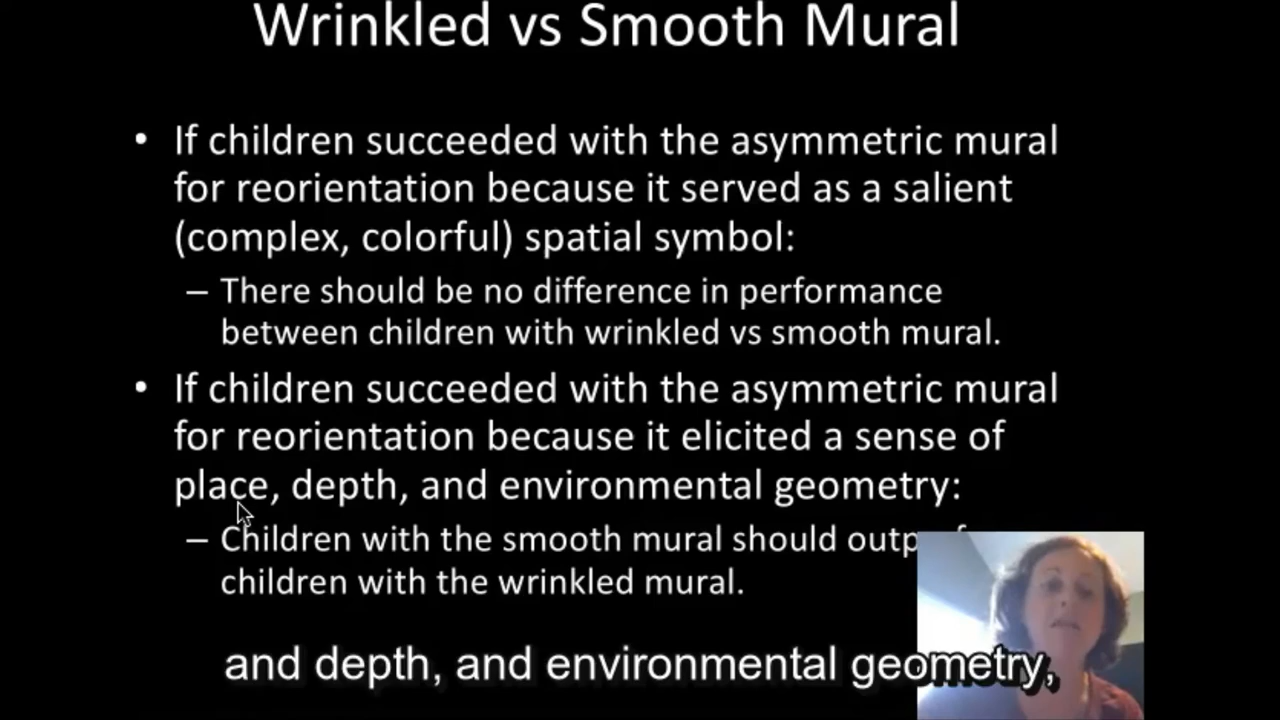 Wrinkled vs Smooth Mural
• If children succeeded with the asymmetric mural
for reorientation because it served as a salient
(complex, colorful) spatial symbol:
– There should be no difference in performance
between children with wrinkled vs smooth mural.
• If children succeeded with the asymmetric mural
for reorientation because it elicited a sense of
place, depth, and environmental geometry:
– Children with the smooth mural should
children with the wrinkled mural.
and depth, and environmental geometry,